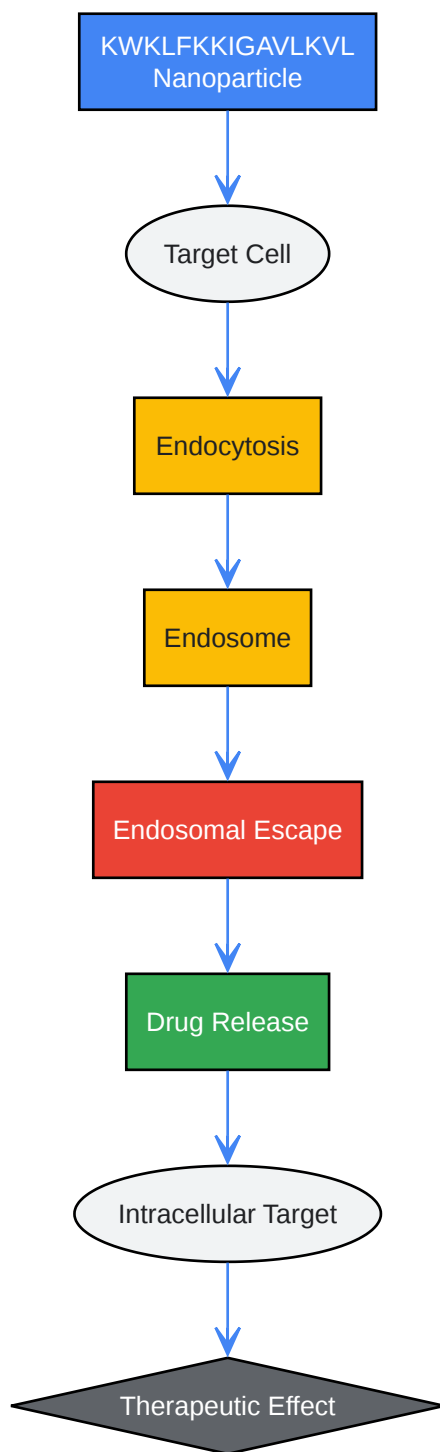 KWKLFKKIGAVLKVL
Nanoparticle
Target Cell
Endocytosis
Endosome
Endosomal Escape
Drug Release
Intracellular Target
Therapeutic Effect